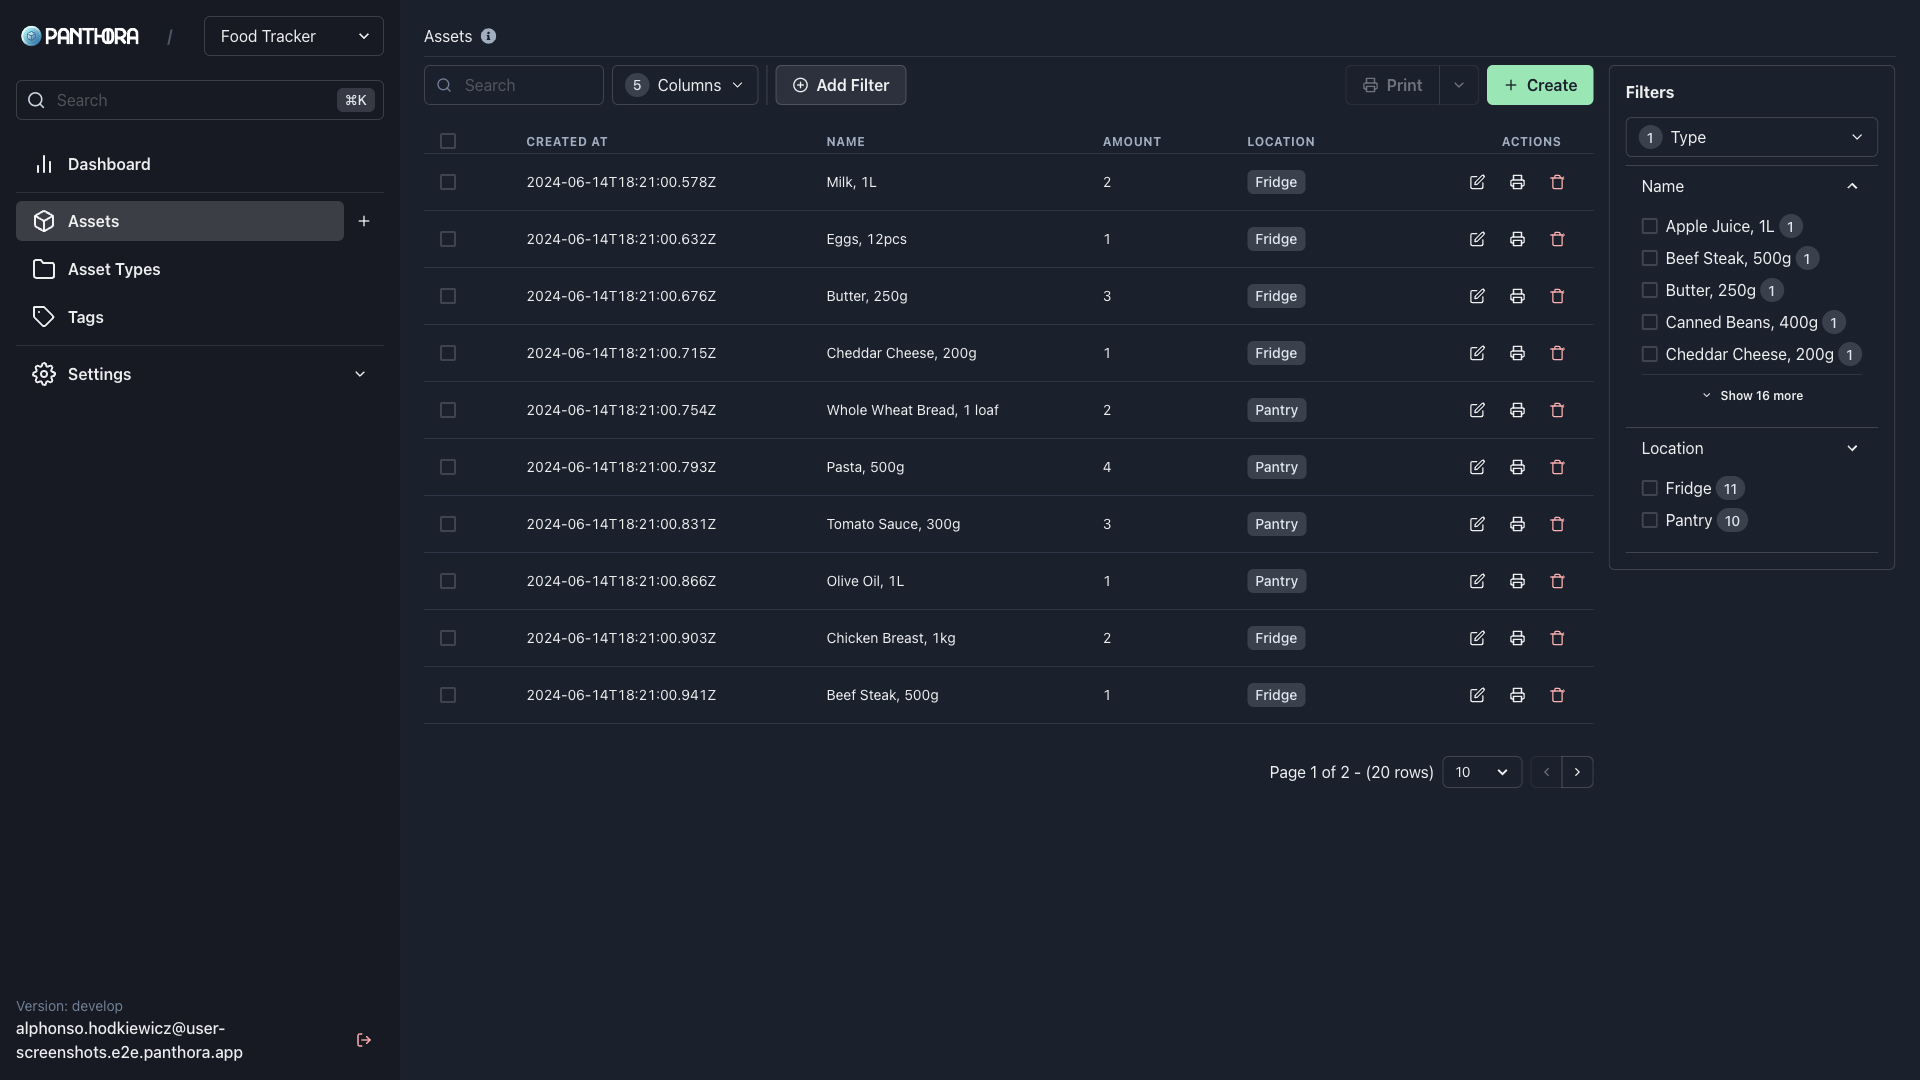 PANTHORA / Food Tracker
Search ⌘K
Dashboard
Assets +
Asset Types
Tags
Settings
Version: develop
alphonso.hodkiewicz@user-
screenshots.e2e.panthora.app
Assets
Search 5 Columns Add Filter Print + Create
CREATED AT NAME AMOUNT LOCATION ACTIONS
2024-06-14T18:21:00.578Z Milk, 1L 2 Fridge
2024-06-14T18:21:00.632Z Eggs, 12pcs 1 Fridge
2024-06-14T18:21:00.676Z Butter, 250g 3 Fridge
2024-06-14T18:21:00.715Z Cheddar Cheese, 200g 1 Fridge
2024-06-14T18:21:00.754Z Whole Wheat Bread, 1 loaf 2 Pantry
2024-06-14T18:21:00.793Z Pasta, 500g 4 Pantry
2024-06-14T18:21:00.831Z Tomato Sauce, 300g 3 Pantry
2024-06-14T18:21:00.866Z Olive Oil, 1L 1 Pantry
2024-06-14T18:21:00.903Z Chicken Breast, 1kg 2 Fridge
2024-06-14T18:21:00.941Z Beef Steak, 500g 1 Fridge
Page 1 of 2 - (20 rows) 10
Filters
1 Type
Name
Apple Juice, 1L 1
Beef Steak, 500g 1
Butter, 250g 1
Canned Beans, 400g 1
Cheddar Cheese, 200g 1
Show 16 more
Location
Fridge 11
Pantry 10